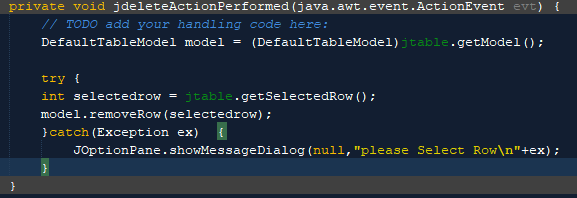 private void jdeleteActionPerformed(java.awt.event.ActionEvent evt) {
// TODO add your handling code here:
DefaultTableModel model = (DefaultTableModel)jtable.getModel();
try {
int selectedrow = jtable.getSelectedRow();
model.removeRow(selectedrow);
}catch(Exception ex)  {
JOptionPane.showMessageDialog(null,"please Select Row\n"+ex);
}
}